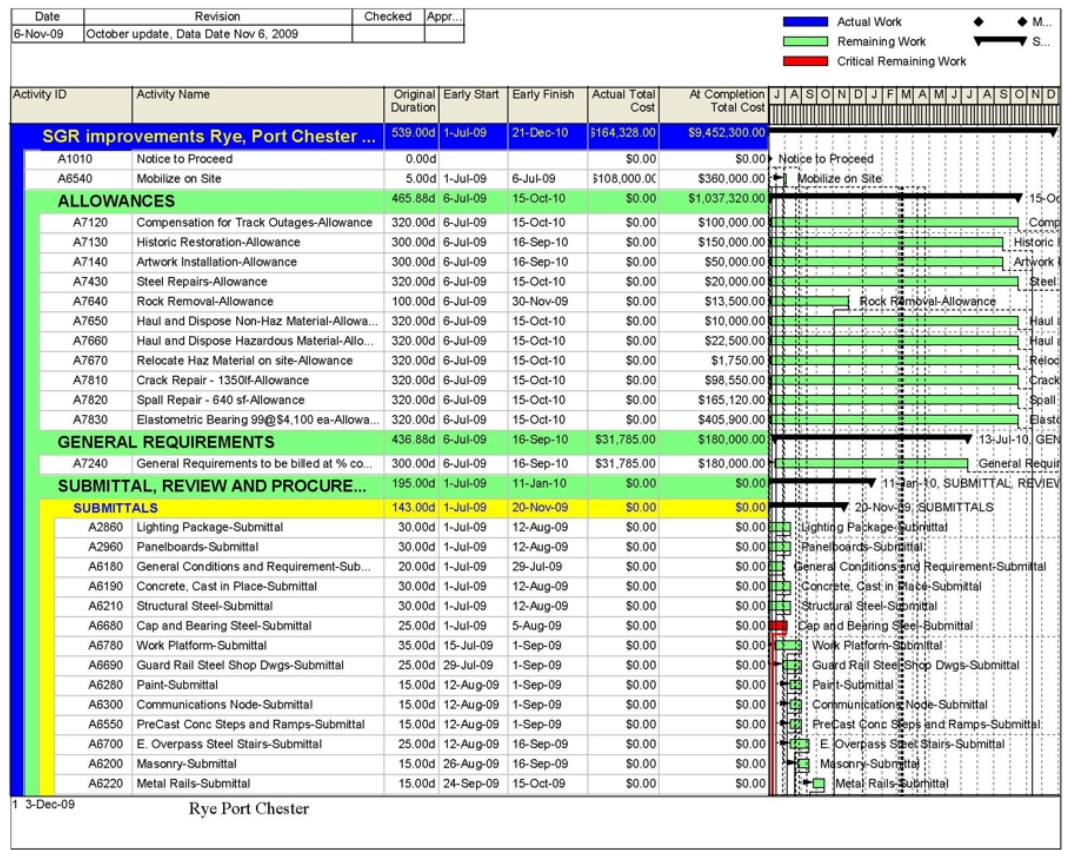 Date Revision Checked Appr...
6-Nov-09 October update, Data Date Nov 6, 2009
Actual Work M...
Remaining Work S...
Critical Remaining Work
Activity ID Activity Name Original Duration Early Start Early Finish Actual Total Cost At Completion Total Cost J A S O N D J F M A M J J A S O N D
SGR improvements Rye, Port Chester ... 539.00d 1-Jul-09 21-Dec-10 $164,328.00 $9,452,300.00
A1010 Notice to Proceed 0.00d $0.00 $0.00 Notice to Proceed
A6540 Mobilize on Site 5.00d 1-Jul-09 6-Jul-09 $108,000.00 $360,000.00 Mobilize on Site
ALLOWANCES 465.88d 6-Jul-09 15-Oct-10 $0.00 $1,037,320.00 15-Oc
A7120 Compensation for Track Outages-Allowance 320.00d 6-Jul-09 15-Oct-10 $0.00 $100,000.00 Comp
A7130 Historic Restoration-Allowance 300.00d 6-Jul-09 16-Sep-10 $0.00 $150,000.00 Historic
A7140 Artwork Installation-Allowance 300.00d 6-Jul-09 16-Sep-10 $0.00 $50,000.00 Artwork
A7430 Steel Repairs-Allowance 320.00d 6-Jul-09 15-Oct-10 $0.00 $20,000.00 Steel
A7640 Rock Removal-Allowance 100.00d 6-Jul-09 30-Nov-09 $0.00 $13,500.00 Rock Removal-Allowance
A7650 Haul and Dispose Non-Haz Material-Allowa... 320.00d 6-Jul-09 15-Oct-10 $0.00 $10,000.00 Haul a
A7660 Haul and Dispose Hazardous Material-Allo... 320.00d 6-Jul-09 15-Oct-10 $0.00 $22,500.00 Haul a
A7670 Relocate Haz Material on site-Allowance 320.00d 6-Jul-09 15-Oct-10 $0.00 $1,750.00 Reloc
A7810 Crack Repair - 1350lf-Allowance 320.00d 6-Jul-09 15-Oct-10 $0.00 $98,550.00 Crack
A7820 Spall Repair - 640 sf-Allowance 320.00d 6-Jul-09 15-Oct-10 $0.00 $165,120.00 Spall
A7830 Elastometric Bearing 99@$4,100 ea-Allowa... 320.00d 6-Jul-09 15-Oct-10 $0.00 $405,900.00 Elasto
GENERAL REQUIREMENTS 436.88d 6-Jul-09 16-Sep-10 $31,785.00 $180,000.00 13-Jul-10, GEN
A7240 General Requirements to be billed at % co... 300.00d 6-Jul-09 16-Sep-10 $31,785.00 $180,000.00 General Requir
SUBMITTAL, REVIEW AND PROCURE... 195.00d 1-Jul-09 11-Jan-10 $0.00 $0.00 11-Jan-10, SUBMITTAL, REVIEW
SUBMITTALS 143.00d 1-Jul-09 20-Nov-09 $0.00 $0.00 20-Nov-09, SUBMITTALS
A2860 Lighting Package-Submittal 30.00d 1-Jul-09 12-Aug-09 $0.00 $0.00 Lighting Package-Submittal
A2960 Panelboards-Submittal 30.00d 1-Jul-09 12-Aug-09 $0.00 $0.00 Panelboards-Submittal
A6180 General Conditions and Requirement-Sub... 20.00d 1-Jul-09 29-Jul-09 $0.00 $0.00 General Conditions and Requirement-Submittal
A6190 Concrete, Cast in Place-Submittal 30.00d 1-Jul-09 12-Aug-09 $0.00 $0.00 Concrete, Cast in Place-Submittal
A6210 Structural Steel-Submittal 30.00d 1-Jul-09 12-Aug-09 $0.00 $0.00 Structural Steel-Submittal
A6680 Cap and Bearing Steel-Submittal 25.00d 1-Jul-09 5-Aug-09 $0.00 $0.00 Cap and Bearing Steel-Submittal
A6780 Work Platform-Submittal 35.00d 15-Jul-09 1-Sep-09 $0.00 $0.00 Work Platform-Submittal
A6690 Guard Rail Steel Shop Dwgs-Submittal 25.00d 29-Jul-09 1-Sep-09 $0.00 $0.00 Guard Rail Steel Shop Dwgs-Submittal
A6280 Paint-Submittal 15.00d 12-Aug-09 1-Sep-09 $0.00 $0.00 Paint-Submittal
A6300 Communications Node-Submittal 15.00d 12-Aug-09 1-Sep-09 $0.00 $0.00 Communications Node-Submittal
A6550 PreCast Conc Steps and Ramps-Submittal 15.00d 12-Aug-09 1-Sep-09 $0.00 $0.00 PreCast Conc Steps and Ramps-Submittal
A6700 E. Overpass Steel Stairs-Submittal 25.00d 12-Aug-09 16-Sep-09 $0.00 $0.00 E. Overpass Steel Stairs-Submittal
A6200 Masonry-Submittal 15.00d 26-Aug-09 16-Sep-09 $0.00 $0.00 Masonry-Submittal
A6220 Metal Rails-Submittal 15.00d 24-Sep-09 15-Oct-09 $0.00 $0.00 Metal Rails-Submittal
1 3-Dec-09 Rye Port Chester